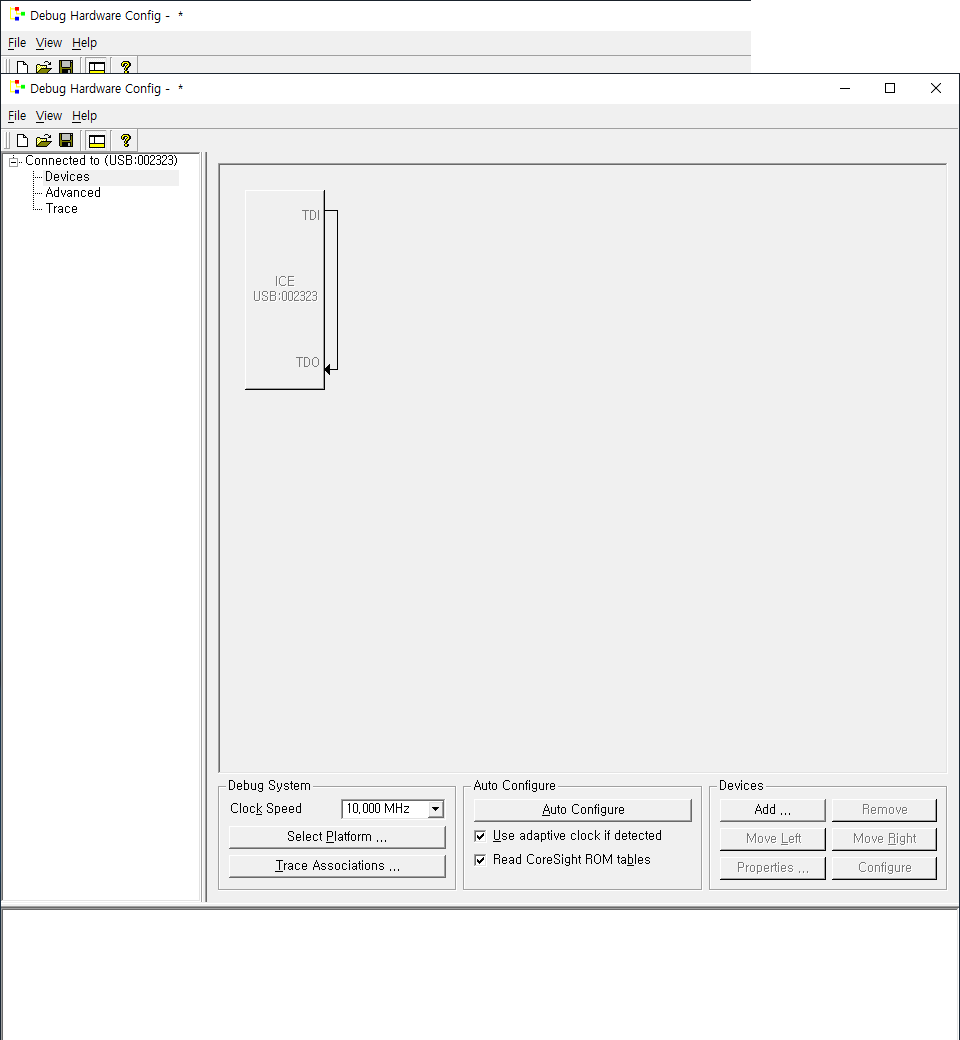 Debug Hardware Config - *
File View Help
Debug Hardware Config - *
File View Help
Connected to (USB:002323)
Devices
Advanced
Trace
TDI
ICE
USB:002323
TDO
Debug System
Clock Speed
10,000 MHz
Select Platform ...
Trace Associations ...
Auto Configure
Auto Configure
Use adaptive clock if detected
Read CoreSight ROM tables
Devices
Add ... Remove
Move Left Move Right
Properties ... Configure